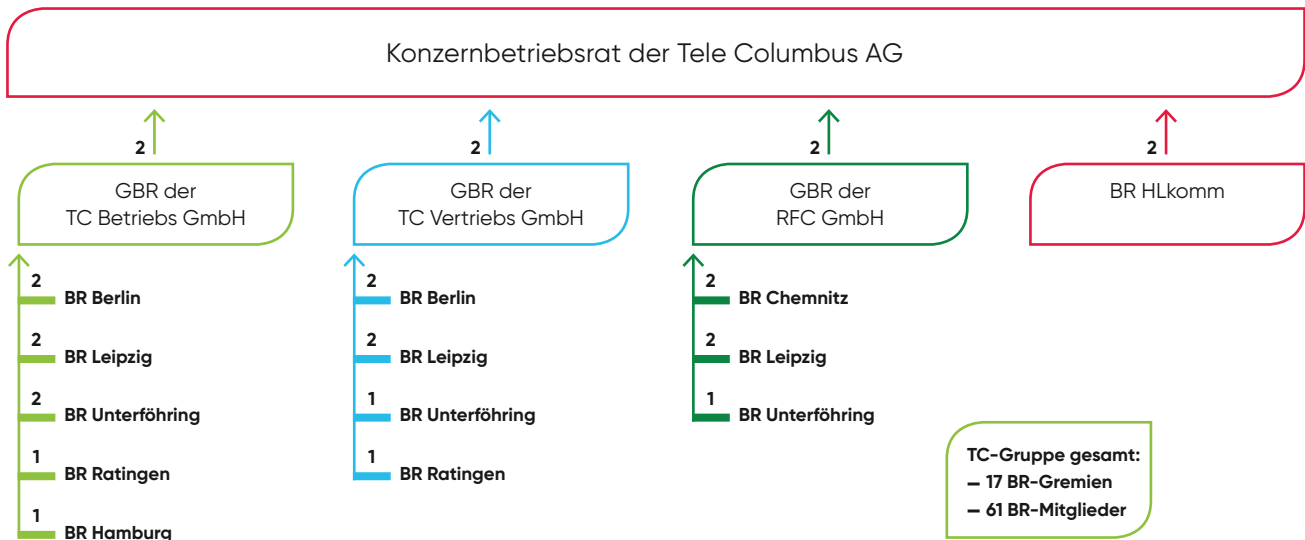 Konzernbetriebsrat der Tele Columbus AG
2
2
2
2
GBR der
TC Betriebs GmbH
GBR der
TC Vertriebs GmbH
GBR der
RFC GmbH
BR HLkomm
2
BR Berlin
2
BR Leipzig
2
BR Unterföhring
1
BR Ratingen
1
BR Hamburg
2
BR Berlin
2
BR Leipzig
1
BR Unterföhring
1
BR Ratingen
2
BR Chemnitz
2
BR Leipzig
1
BR Unterföhring
TC-Gruppe gesamt:
– 17 BR-Gremien
– 61 BR-Mitglieder